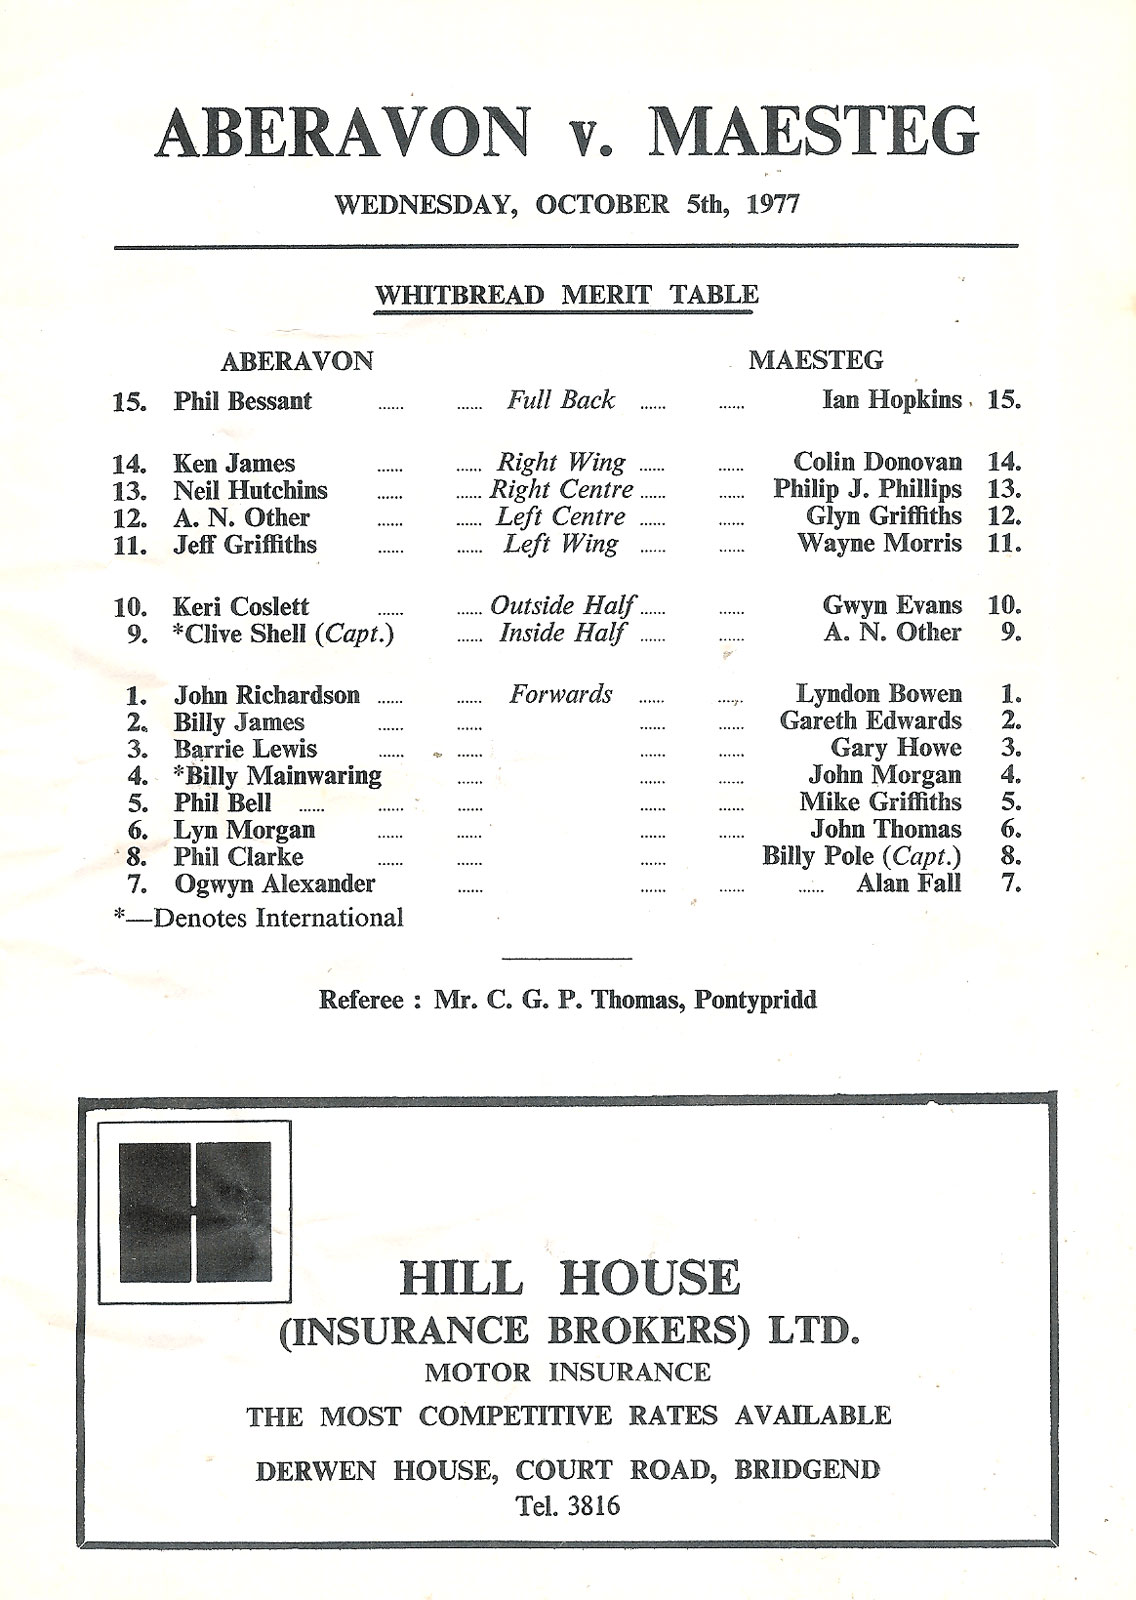 ABERAVON v. MAESTEG
WEDNESDAY, OCTOBER 5th, 1977
WHITBREAD MERIT TABLE
ABERAVON MAESTEG
15. Phil Bessant ...... ...... Full Back ...... ...... Ian Hopkins 15.
14. Ken James ...... ...... Right Wing ...... ...... Colin Donovan 14.
13. Neil Hutchins ...... ...... Right Centre ...... ...... Philip J. Phillips 13.
12. A. N. Other ...... ...... Left Centre ...... ...... Glyn Griffiths 12.
11. Jeff Griffiths ...... ...... Left Wing ...... ...... Wayne Morris 11.
10. Keri Coslett ...... ...... Outside Half ...... ...... Gwyn Evans 10.
9. *Clive Shell (Capt.) ...... Inside Half ...... ...... A. N. Other 9.
1. John Richardson ...... ...... Forwards ...... ...... Lyndon Bowen 1.
2. Billy James ...... ...... ...... ...... Gareth Edwards 2.
3. Barrie Lewis ...... ...... ...... ...... Gary Howe 3.
4. *Billy Mainwaring ...... ...... ...... John Morgan 4.
5. Phil Bell ...... ...... ...... ...... ...... Mike Griffiths 5.
6. Lyn Morgan ...... ...... ...... ...... John Thomas 6.
8. Phil Clarke ...... ...... ...... Billy Pole (Capt.) 8.
7. Ogwyn Alexander ...... ...... ...... ...... Alan Fall 7.
*—Denotes International
Referee : Mr. C. G. P. Thomas, Pontypridd
HILL HOUSE
(INSURANCE BROKERS) LTD.
MOTOR INSURANCE
THE MOST COMPETITIVE RATES AVAILABLE
DERWEN HOUSE, COURT ROAD, BRIDGEND
Tel. 3816